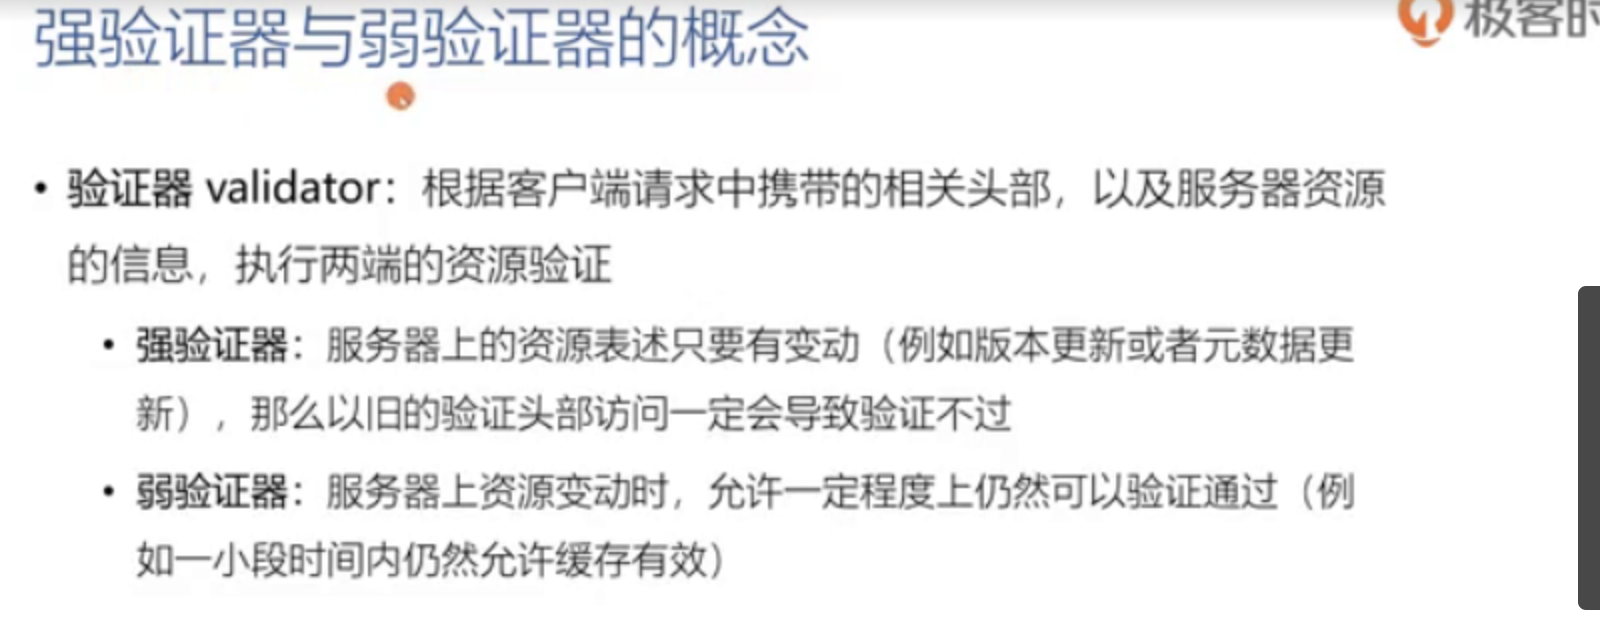 强验证器与弱验证器的概念
极客时
• 验证器 validator：根据客户端请求中携带的相关头部，以及服务器资源
的信息，执行两端的资源验证
• 强验证器：服务器上的资源表述只要有变动（例如版本更新或者元数据更
新），那么以旧的验证头部访问一定会导致验证不过
• 弱验证器：服务器上资源变动时，允许一定程度上仍然可以验证通过（例
如一小段时间内仍然允许缓存有效）